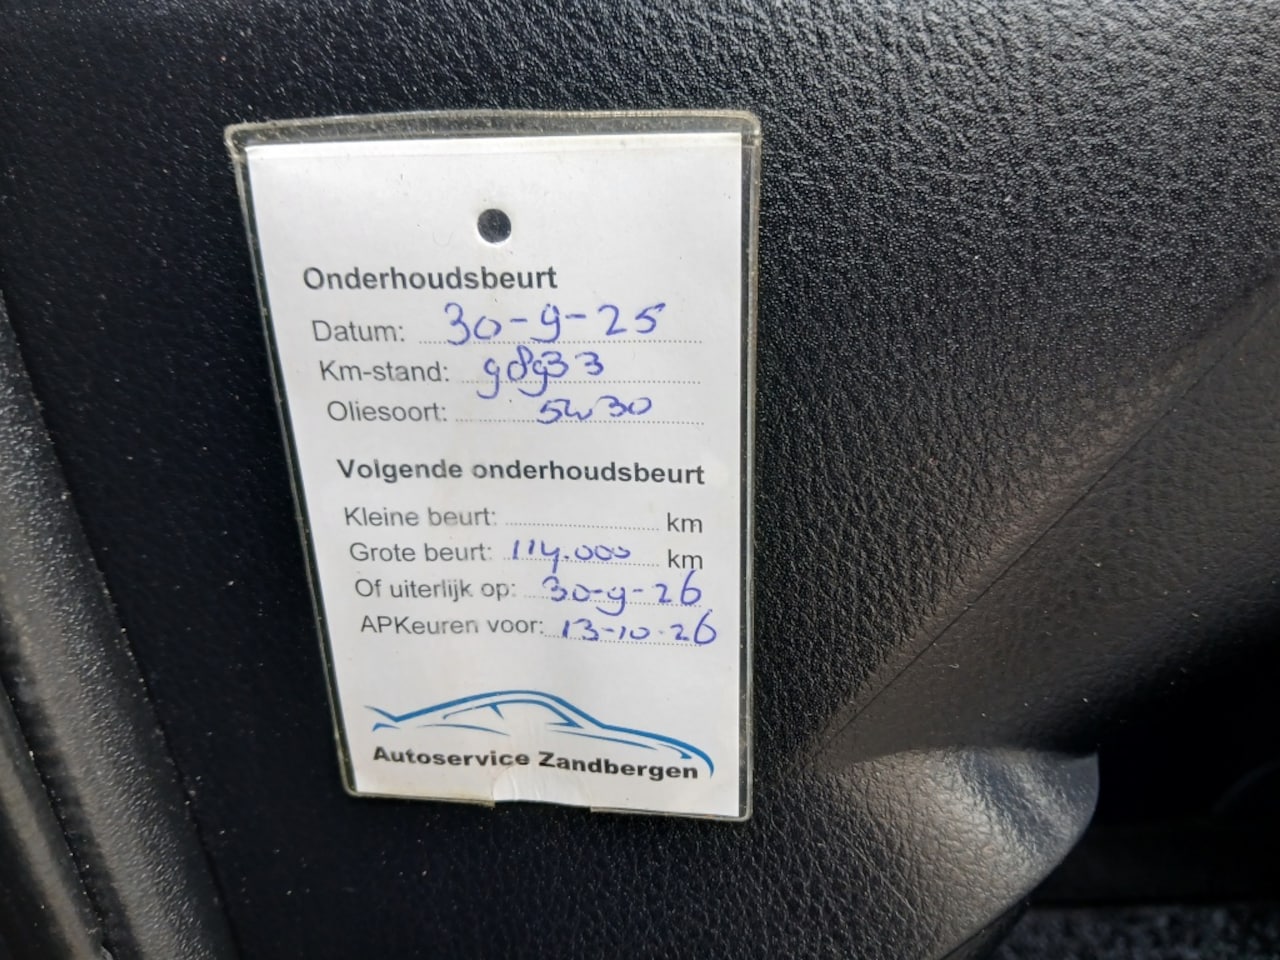 Onderhoudsbeurt
Datum: 30-9-25
Km-stand: 98933
Oliesoort: 5w30
Volgende onderhoudsbeurt
Kleine beurt: km
Grote beurt: 114.000 km
Of uiterlijk op: 30-9-26
APKeuren voor: 13-10-26
Autoservice Zandbergen